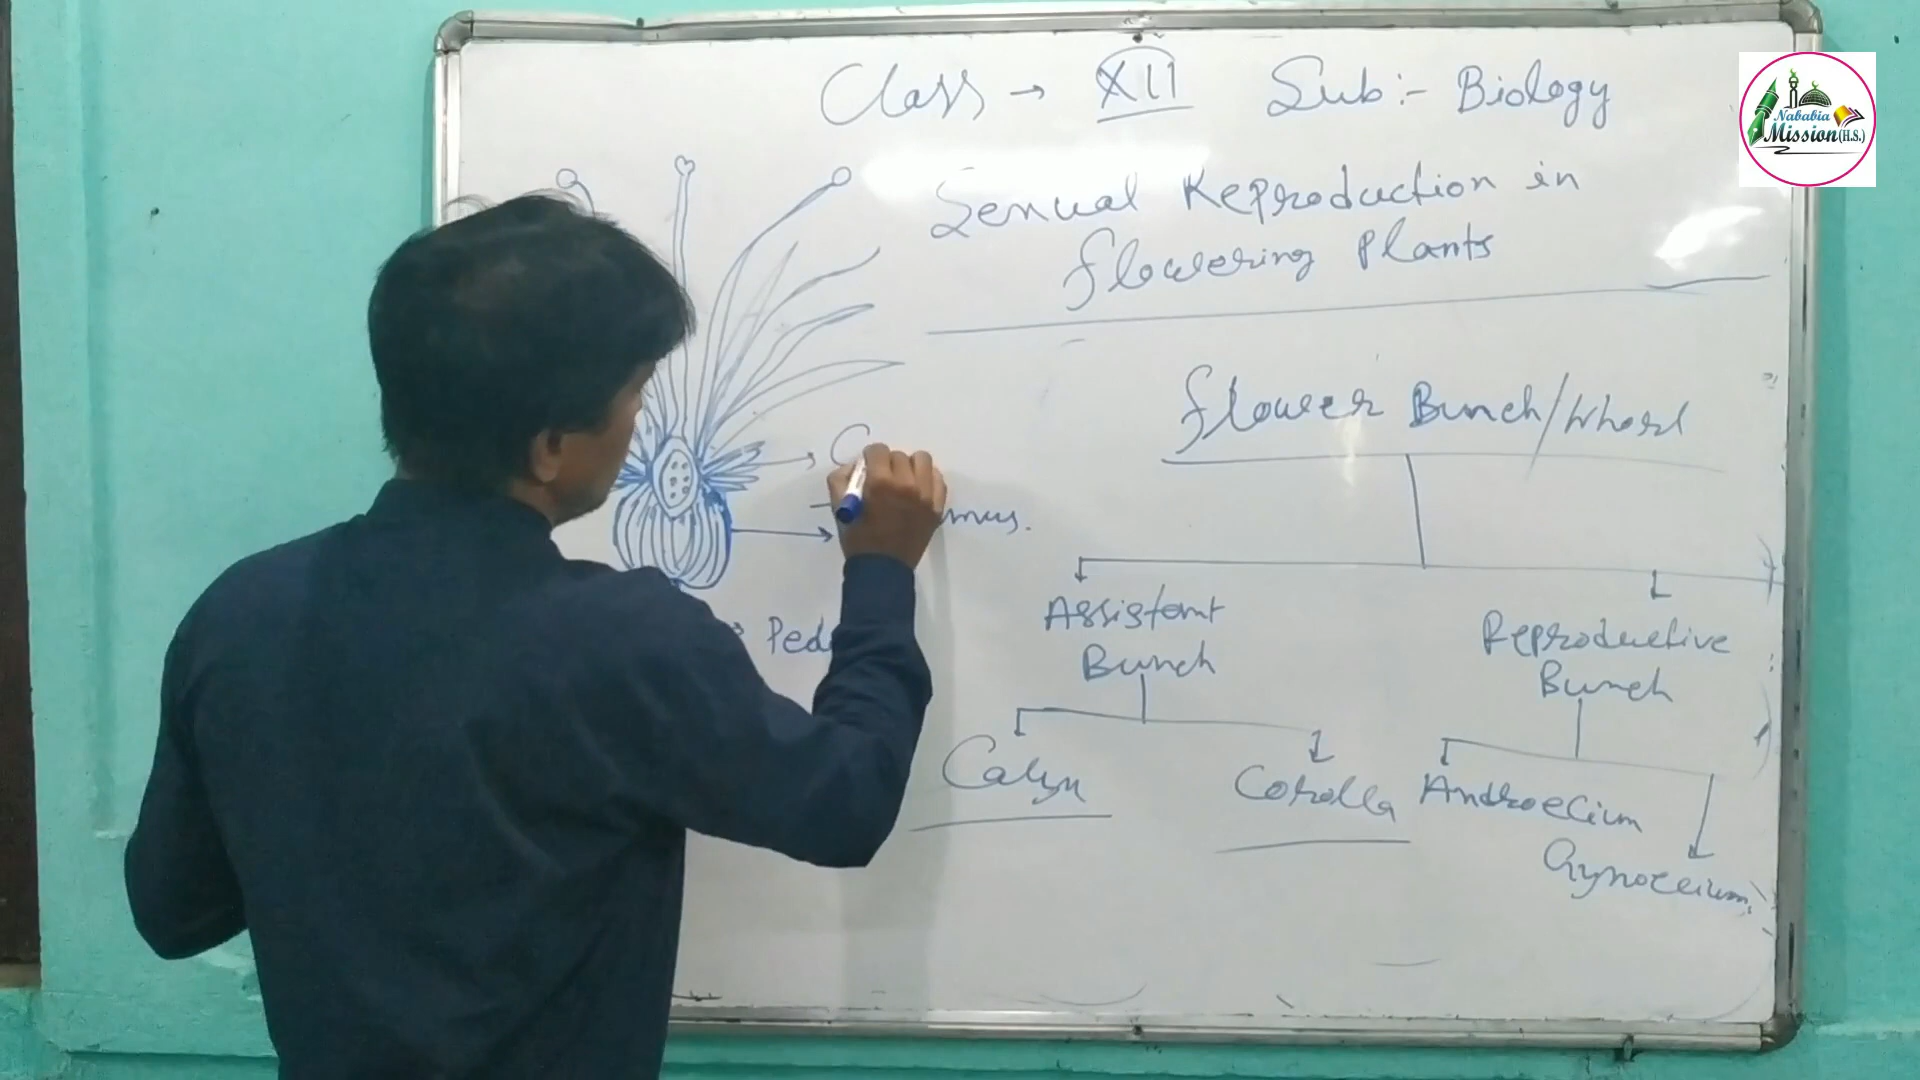 Class → XII Sub:- Biology
Nababia
Mission(H.S.)
Sexual Reproduction in
flowering Plants
flower Bunch/Whorl
C
mus.
Assistant
Bunch
Ped
Reproductive
Bunch
Calyx
Corolla
Androecium
Gynoecium